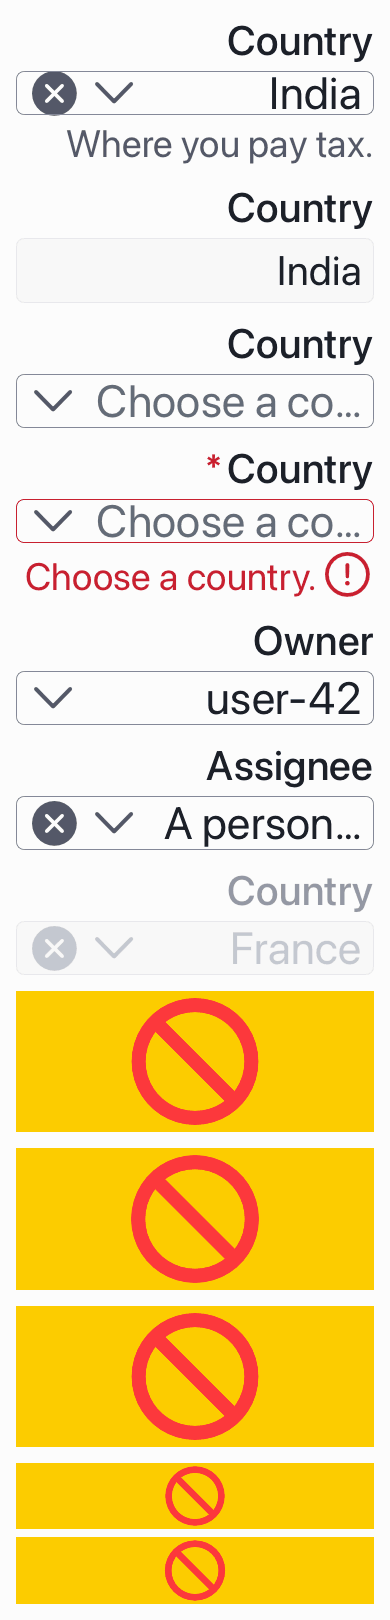 Country
India
Where you pay tax.
Country
India
Country
Choose a co...
* Country
Choose a co...
Choose a country.
Owner
user-42
Assignee
A person...
Country
France